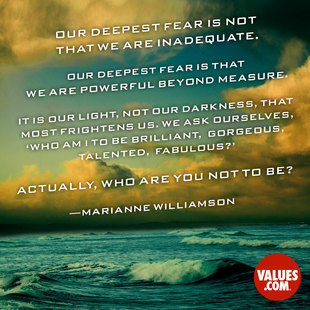 OUR DEEPEST FEAR IS NOT
THAT WE ARE INADEQUATE.
OUR DEEPEST FEAR IS THAT
WE ARE POWERFUL BEYOND MEASURE.
IT IS OUR LIGHT, NOT OUR DARKNESS, THAT
MOST FRIGHTENS US. WE ASK OURSELVES,
'WHO AM I TO BE BRILLIANT, GORGEOUS,
TALENTED, FABULOUS?'
ACTUALLY, WHO ARE YOU NOT TO BE?
—MARIANNE WILLIAMSON
VALUES
.COM